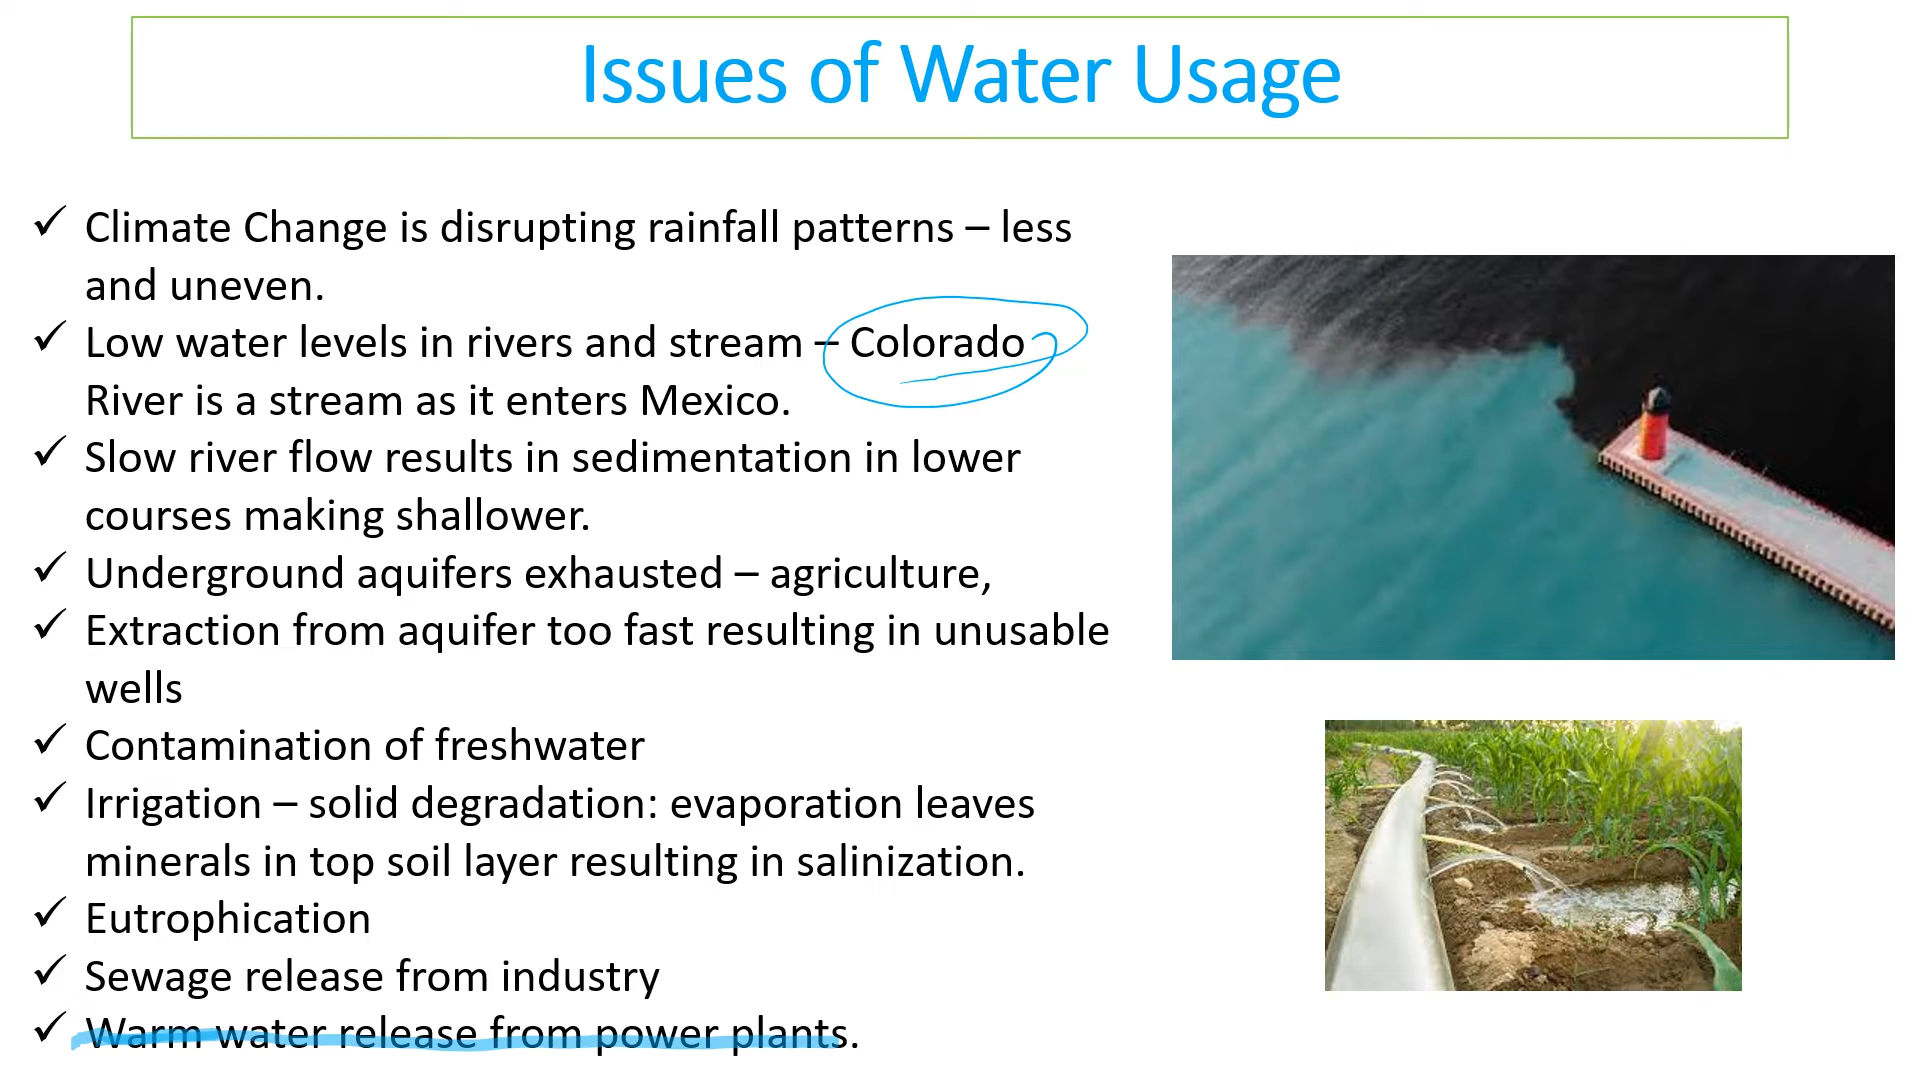 Issues of Water Usage
✓ Climate Change is disrupting rainfall patterns – less
and uneven.
✓ Low water levels in rivers and stream – Colorado
River is a stream as it enters Mexico.
✓ Slow river flow results in sedimentation in lower
courses making shallower.
✓ Underground aquifers exhausted – agriculture,
✓ Extraction from aquifer too fast resulting in unusable
wells
✓ Contamination of freshwater
✓ Irrigation – solid degradation: evaporation leaves
minerals in top soil layer resulting in salinization.
✓ Eutrophication
✓ Sewage release from industry
✓ Warm water release from power plants.